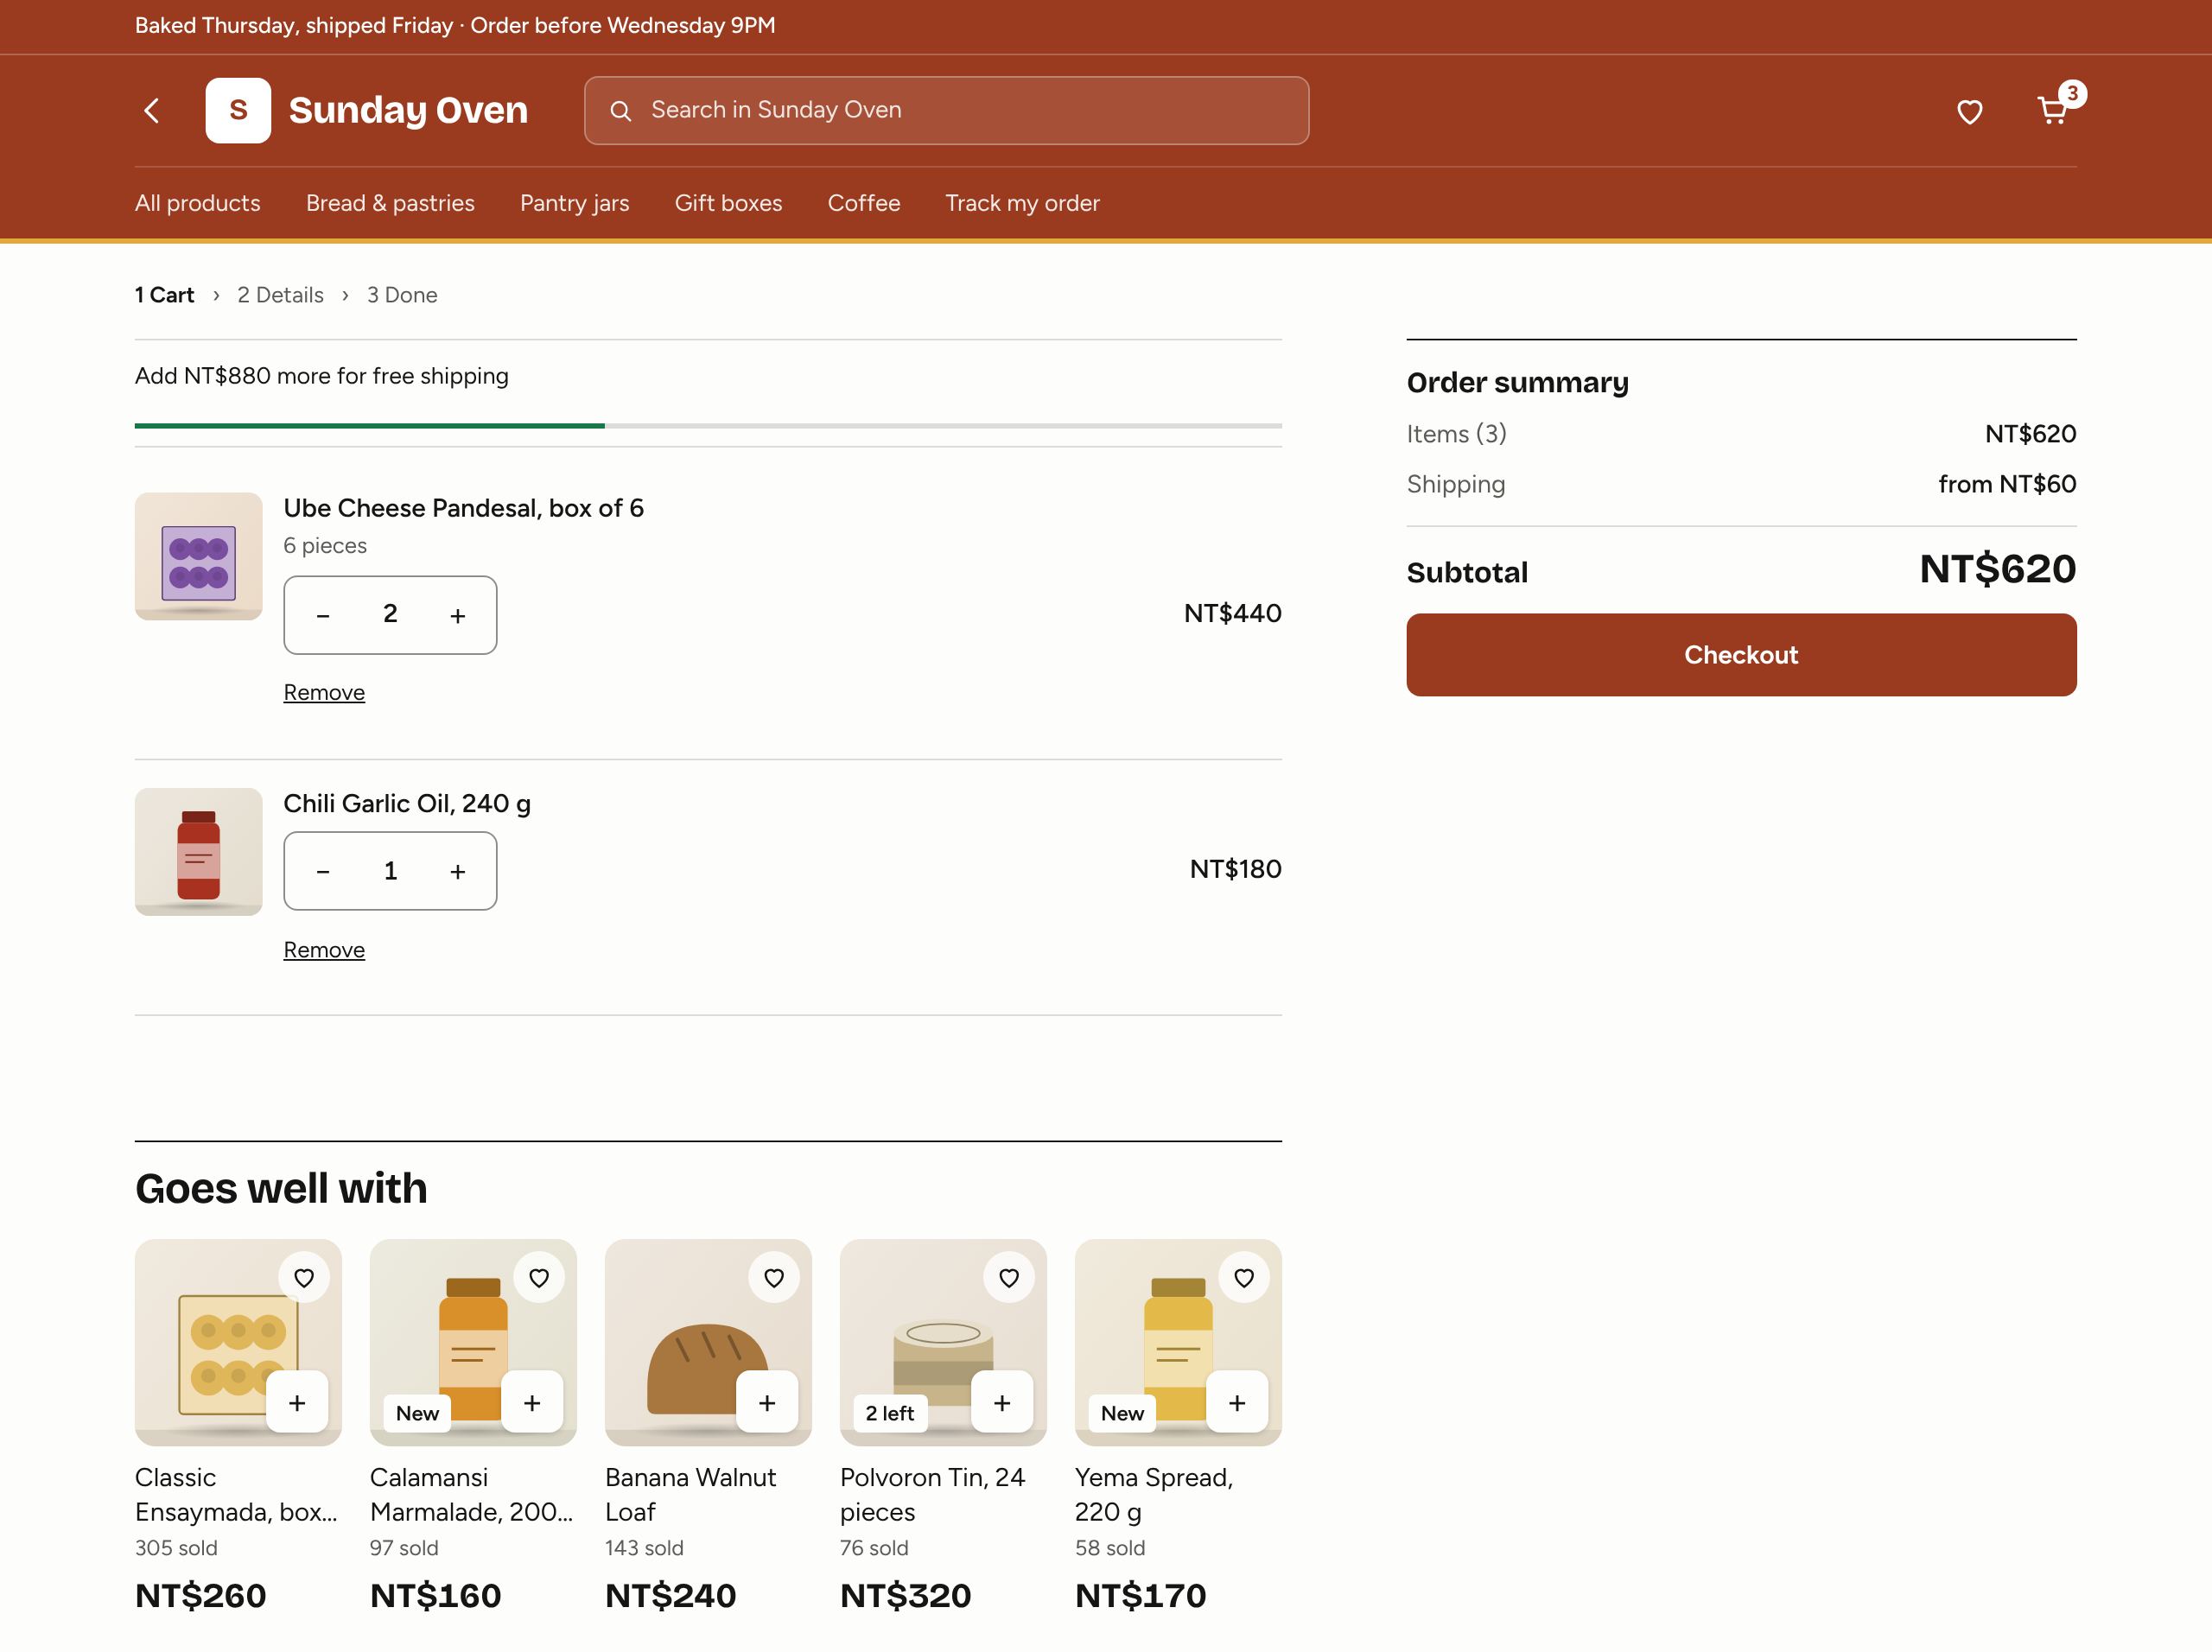 Baked Thursday, shipped Friday · Order before Wednesday 9PM
S
Sunday Oven
Search in Sunday Oven
3
All products
Bread & pastries
Pantry jars
Gift boxes
Coffee
Track my order
1 Cart › 2 Details › 3 Done
Add NT$880 more for free shipping
Ube Cheese Pandesal, box of 6
6 pieces
− 2 +
NT$440
Remove
Chili Garlic Oil, 240 g
− 1 +
NT$180
Remove
Order summary
Items (3) NT$620
Shipping from NT$60
Subtotal NT$620
Checkout
Goes well with
+
Classic
Ensaymada, box...
305 sold
NT$260
New
+
Calamansi
Marmalade, 200...
97 sold
NT$160
+
Banana Walnut
Loaf
143 sold
NT$240
2 left
+
Polvoron Tin, 24
pieces
76 sold
NT$320
New
+
Yema Spread,
220 g
58 sold
NT$170